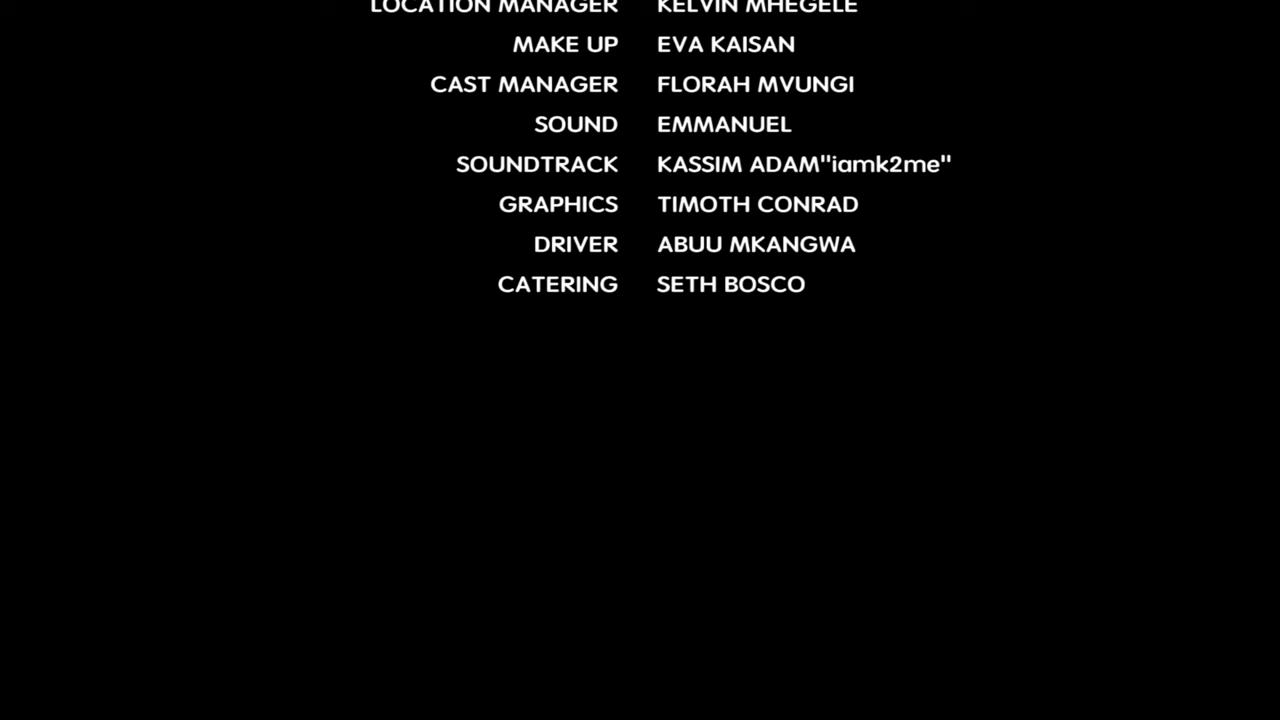 LOCATION MANAGER KELVIN MHEGELE
MAKE UP EVA KAISAN
CAST MANAGER FLORAH MVUNGI
SOUND EMMANUEL
SOUNDTRACK KASSIM ADAM"iamk2me"
GRAPHICS TIMOTH CONRAD
DRIVER ABUU MKANGWA
CATERING SETH BOSCO